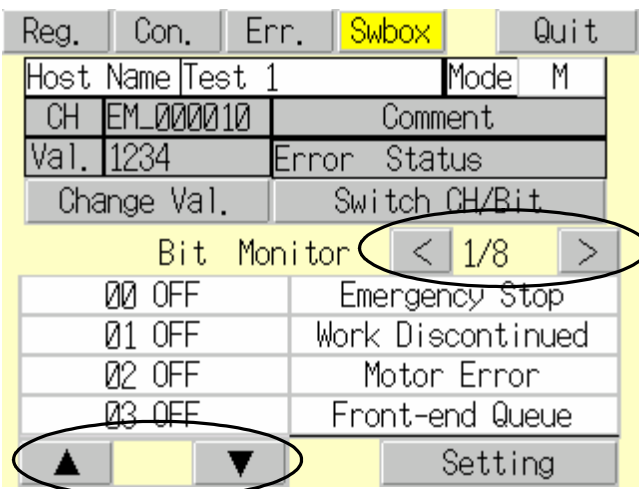 Reg. Con. Err. Swbox Quit
Host Name Test 1 Mode M
CH EM_000010 Comment
Val. 1234 Error Status
Change Val. Switch CH/Bit
Bit Monitor < 1/8 >
00 OFF Emergency Stop
01 OFF Work Discontinued
02 OFF Motor Error
03 OFF Front-end Queue
▲ ▼ Setting